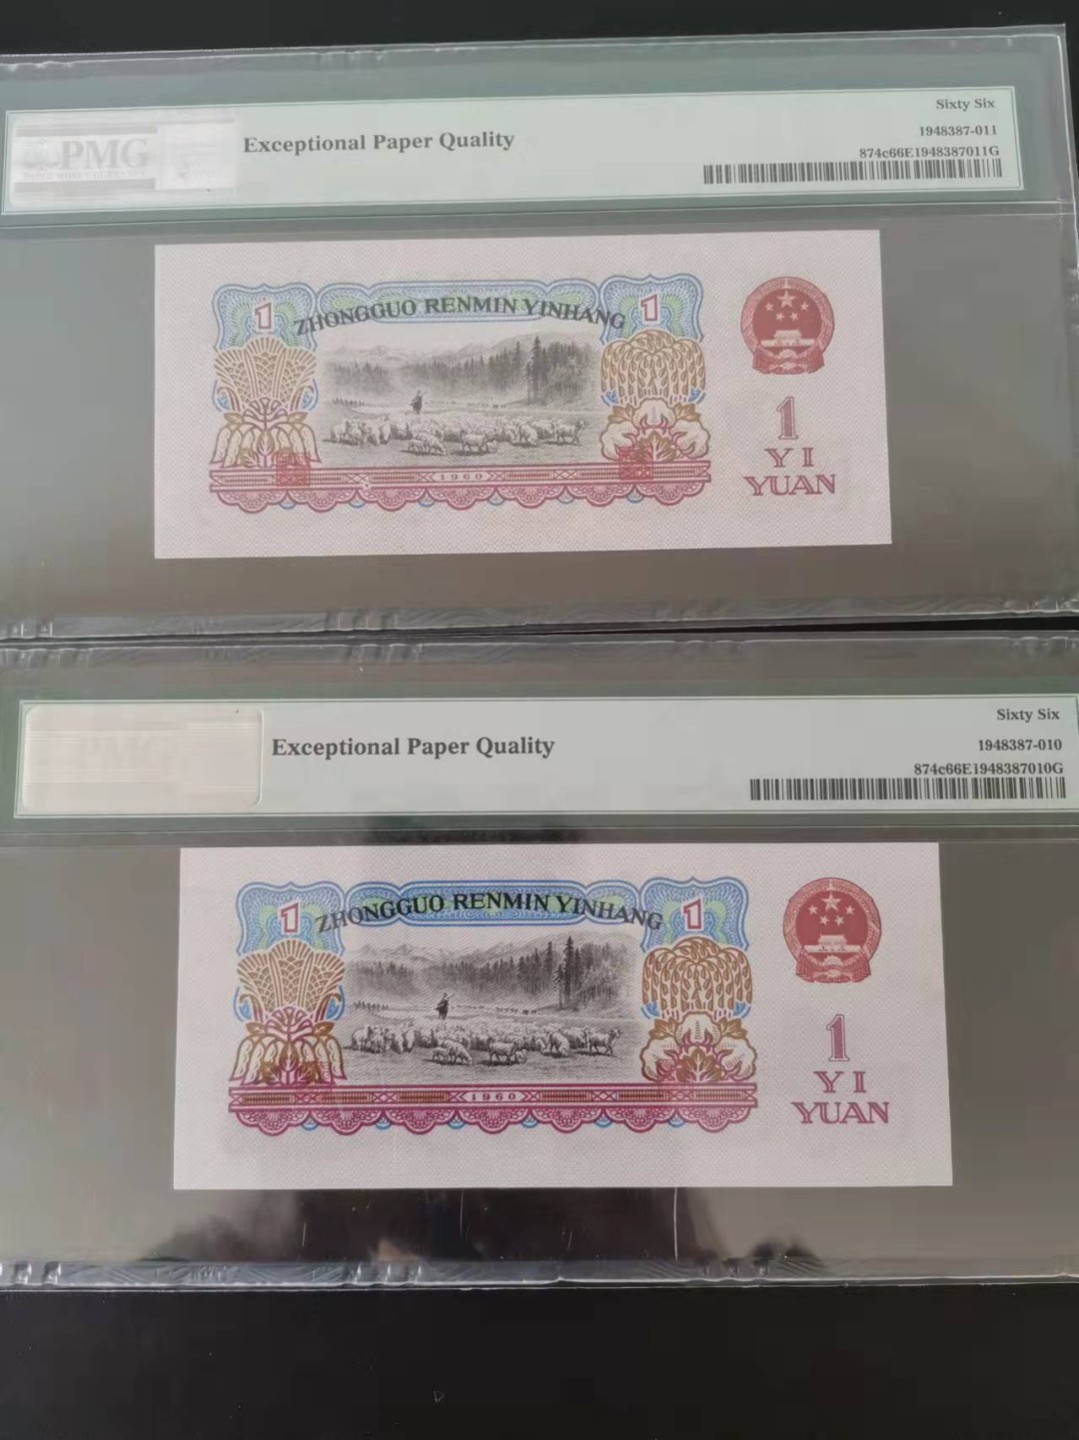 Sixty Six
PMG
Exceptional Paper Quality
1948387-011
874c66E1948387011G
1
ZHONGGUO RENMIN YINHANG
1
1
YI
YUAN
1960
Sixty Six
PMG
Exceptional Paper Quality
1948387-010
874c66E1948387010G
1
ZHONGGUO RENMIN YINHANG
1
1
YI
YUAN
1960